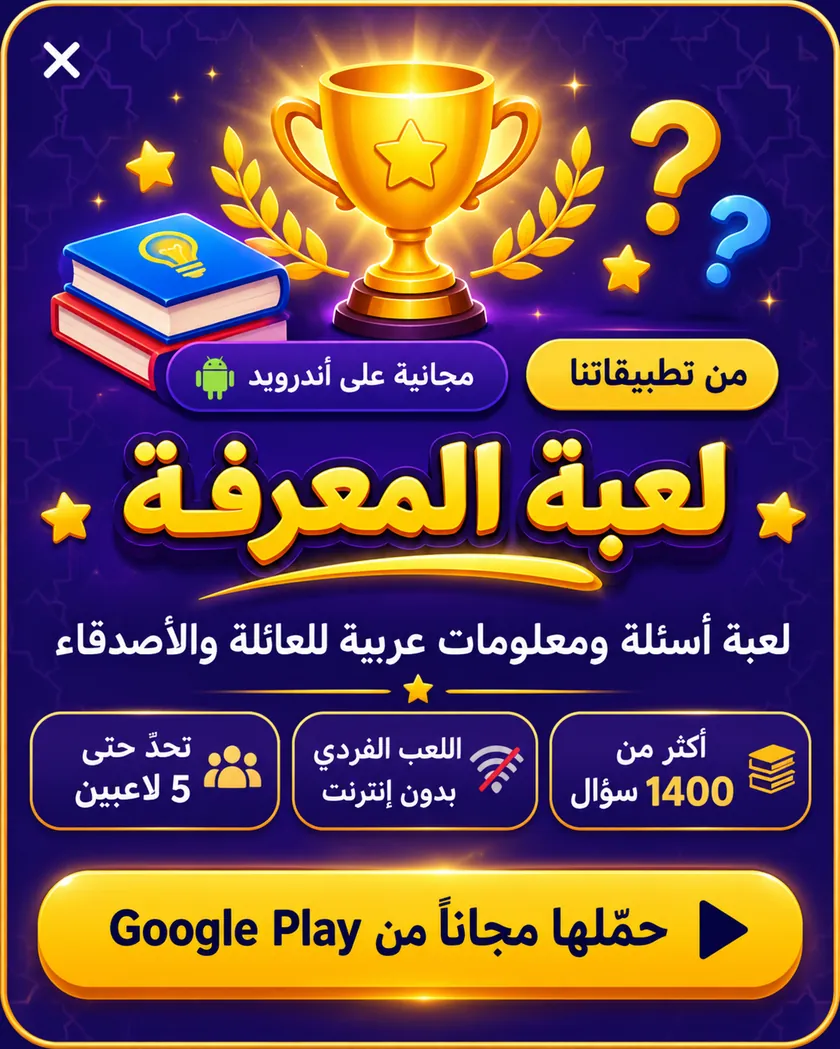 من تطبيقاتنا
مجانية على أندرويد
لعبة المعرفة
لعبة أسئلة ومعلومات عربية للعائلة والأصدقاء
أكثر من
1400 سؤال
اللعب الفردي
بدون إنترنت
تحدّ حتى
5 لاعبين
حمّلها مجاناً من Google Play